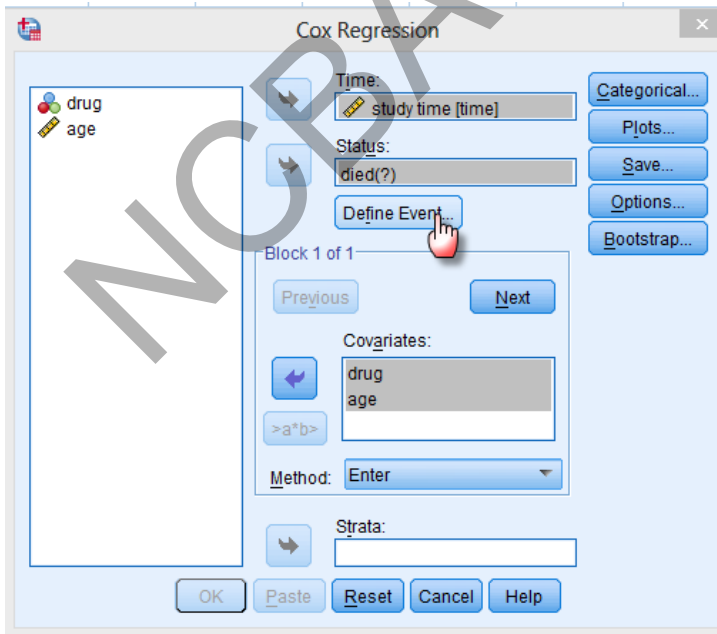 Cox Regression
drug
age
Time:
study time [time]
Status:
died(?)
Define Event...
Block 1 of 1
Previous
Next
Covariates:
drug
age
>a*b>
Method:
Enter
Strata:
Categorical...
Plots...
Save...
Options...
Bootstrap...
OK
Paste
Reset
Cancel
Help
NCBA